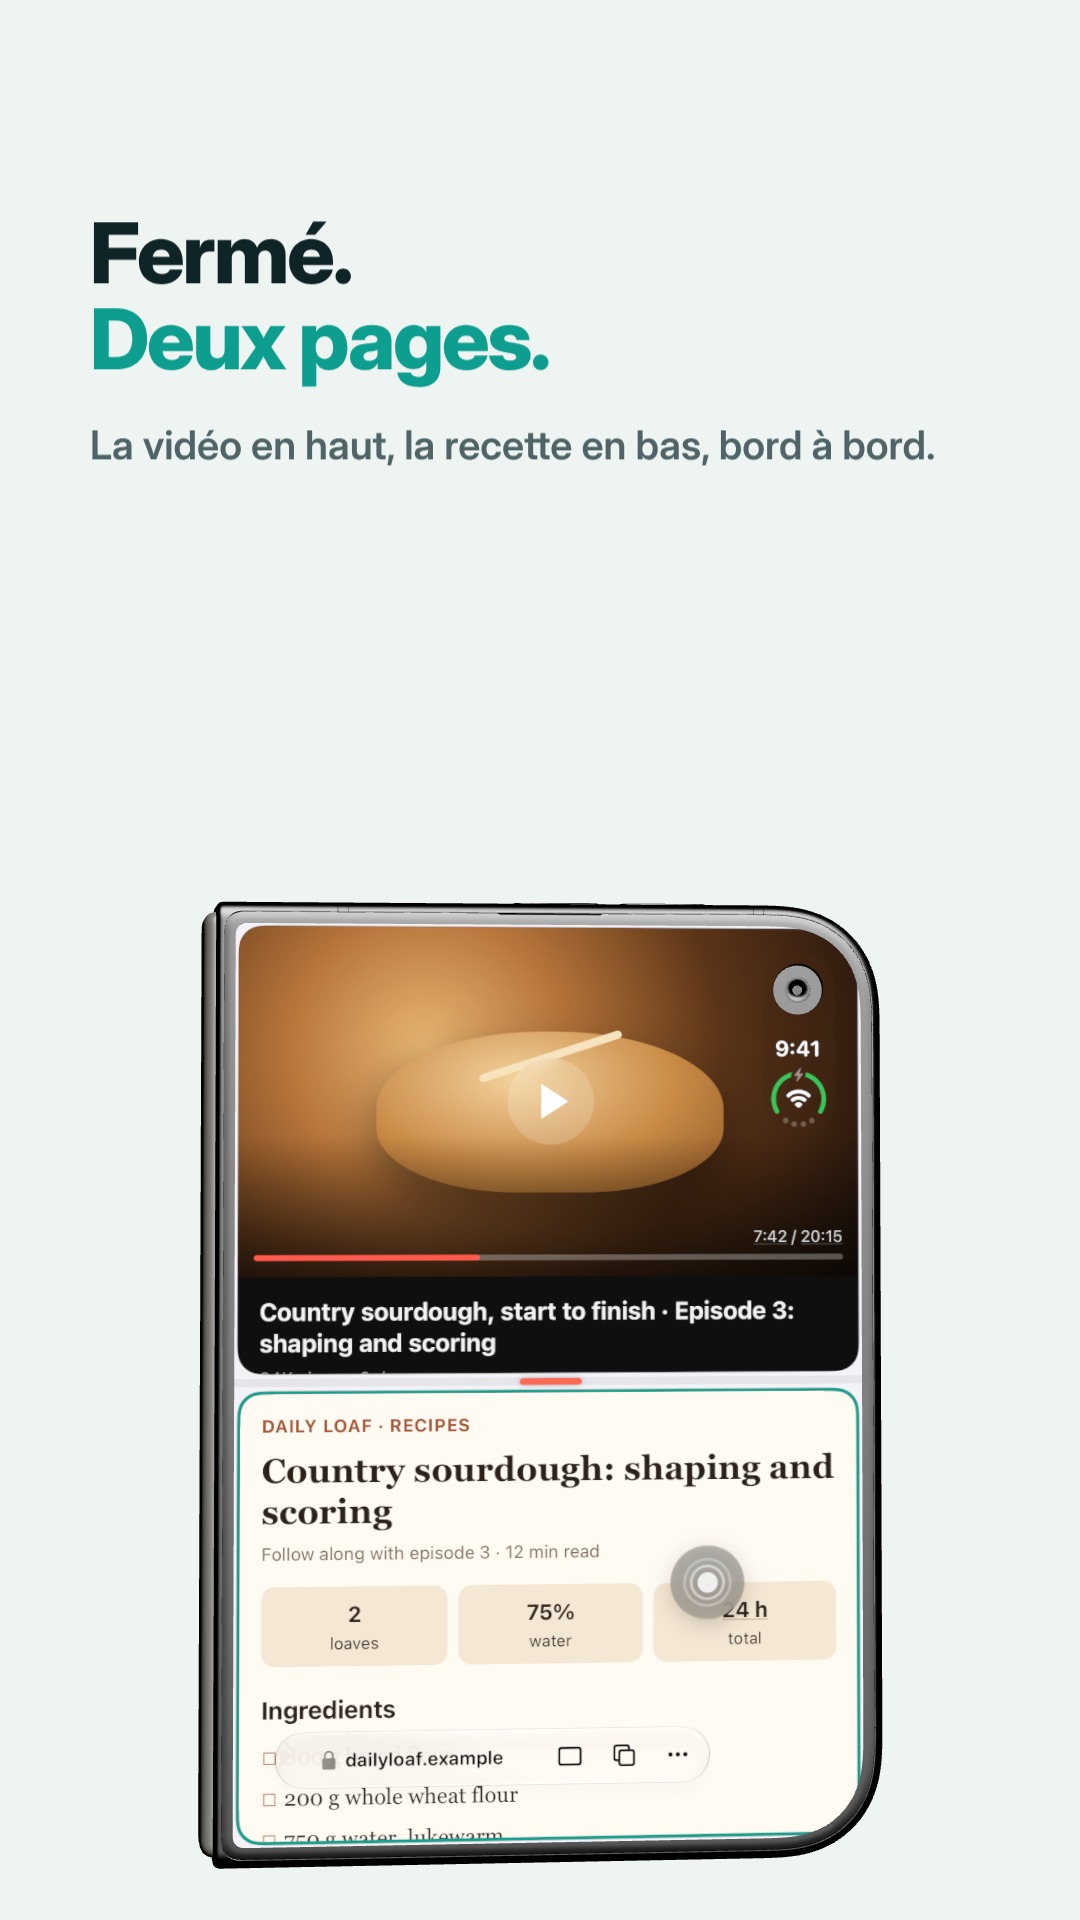 Fermé.
Deux pages.
La vidéo en haut, la recette en bas, bord à bord.
9:41
7:42 / 20:15
Country sourdough, start to finish · Episode 3:
shaping and scoring
DAILY LOAF · RECIPES
Country sourdough: shaping and
scoring
Follow along with episode 3 · 12 min read
2
loaves
75%
water
24 h
total
Ingredients
dailyloaf.example
200 g whole wheat flour
750 g water, lukewarm